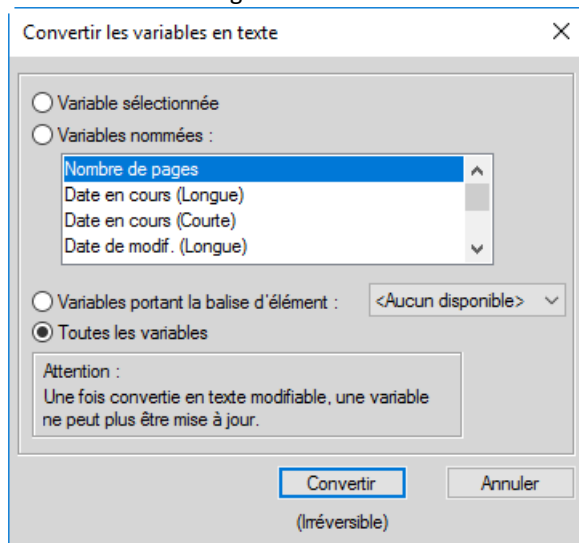 Convertir les variables en texte
Variable sélectionnée
Variables nommées :
Nombre de pages
Date en cours (Longue)
Date en cours (Courte)
Date de modif. (Longue)
Variables portant la balise d'élément : <Aucun disponible>
Toutes les variables
Attention :
Une fois convertie en texte modifiable, une variable
ne peut plus être mise à jour.
Convertir Annuler
(Irréversible)